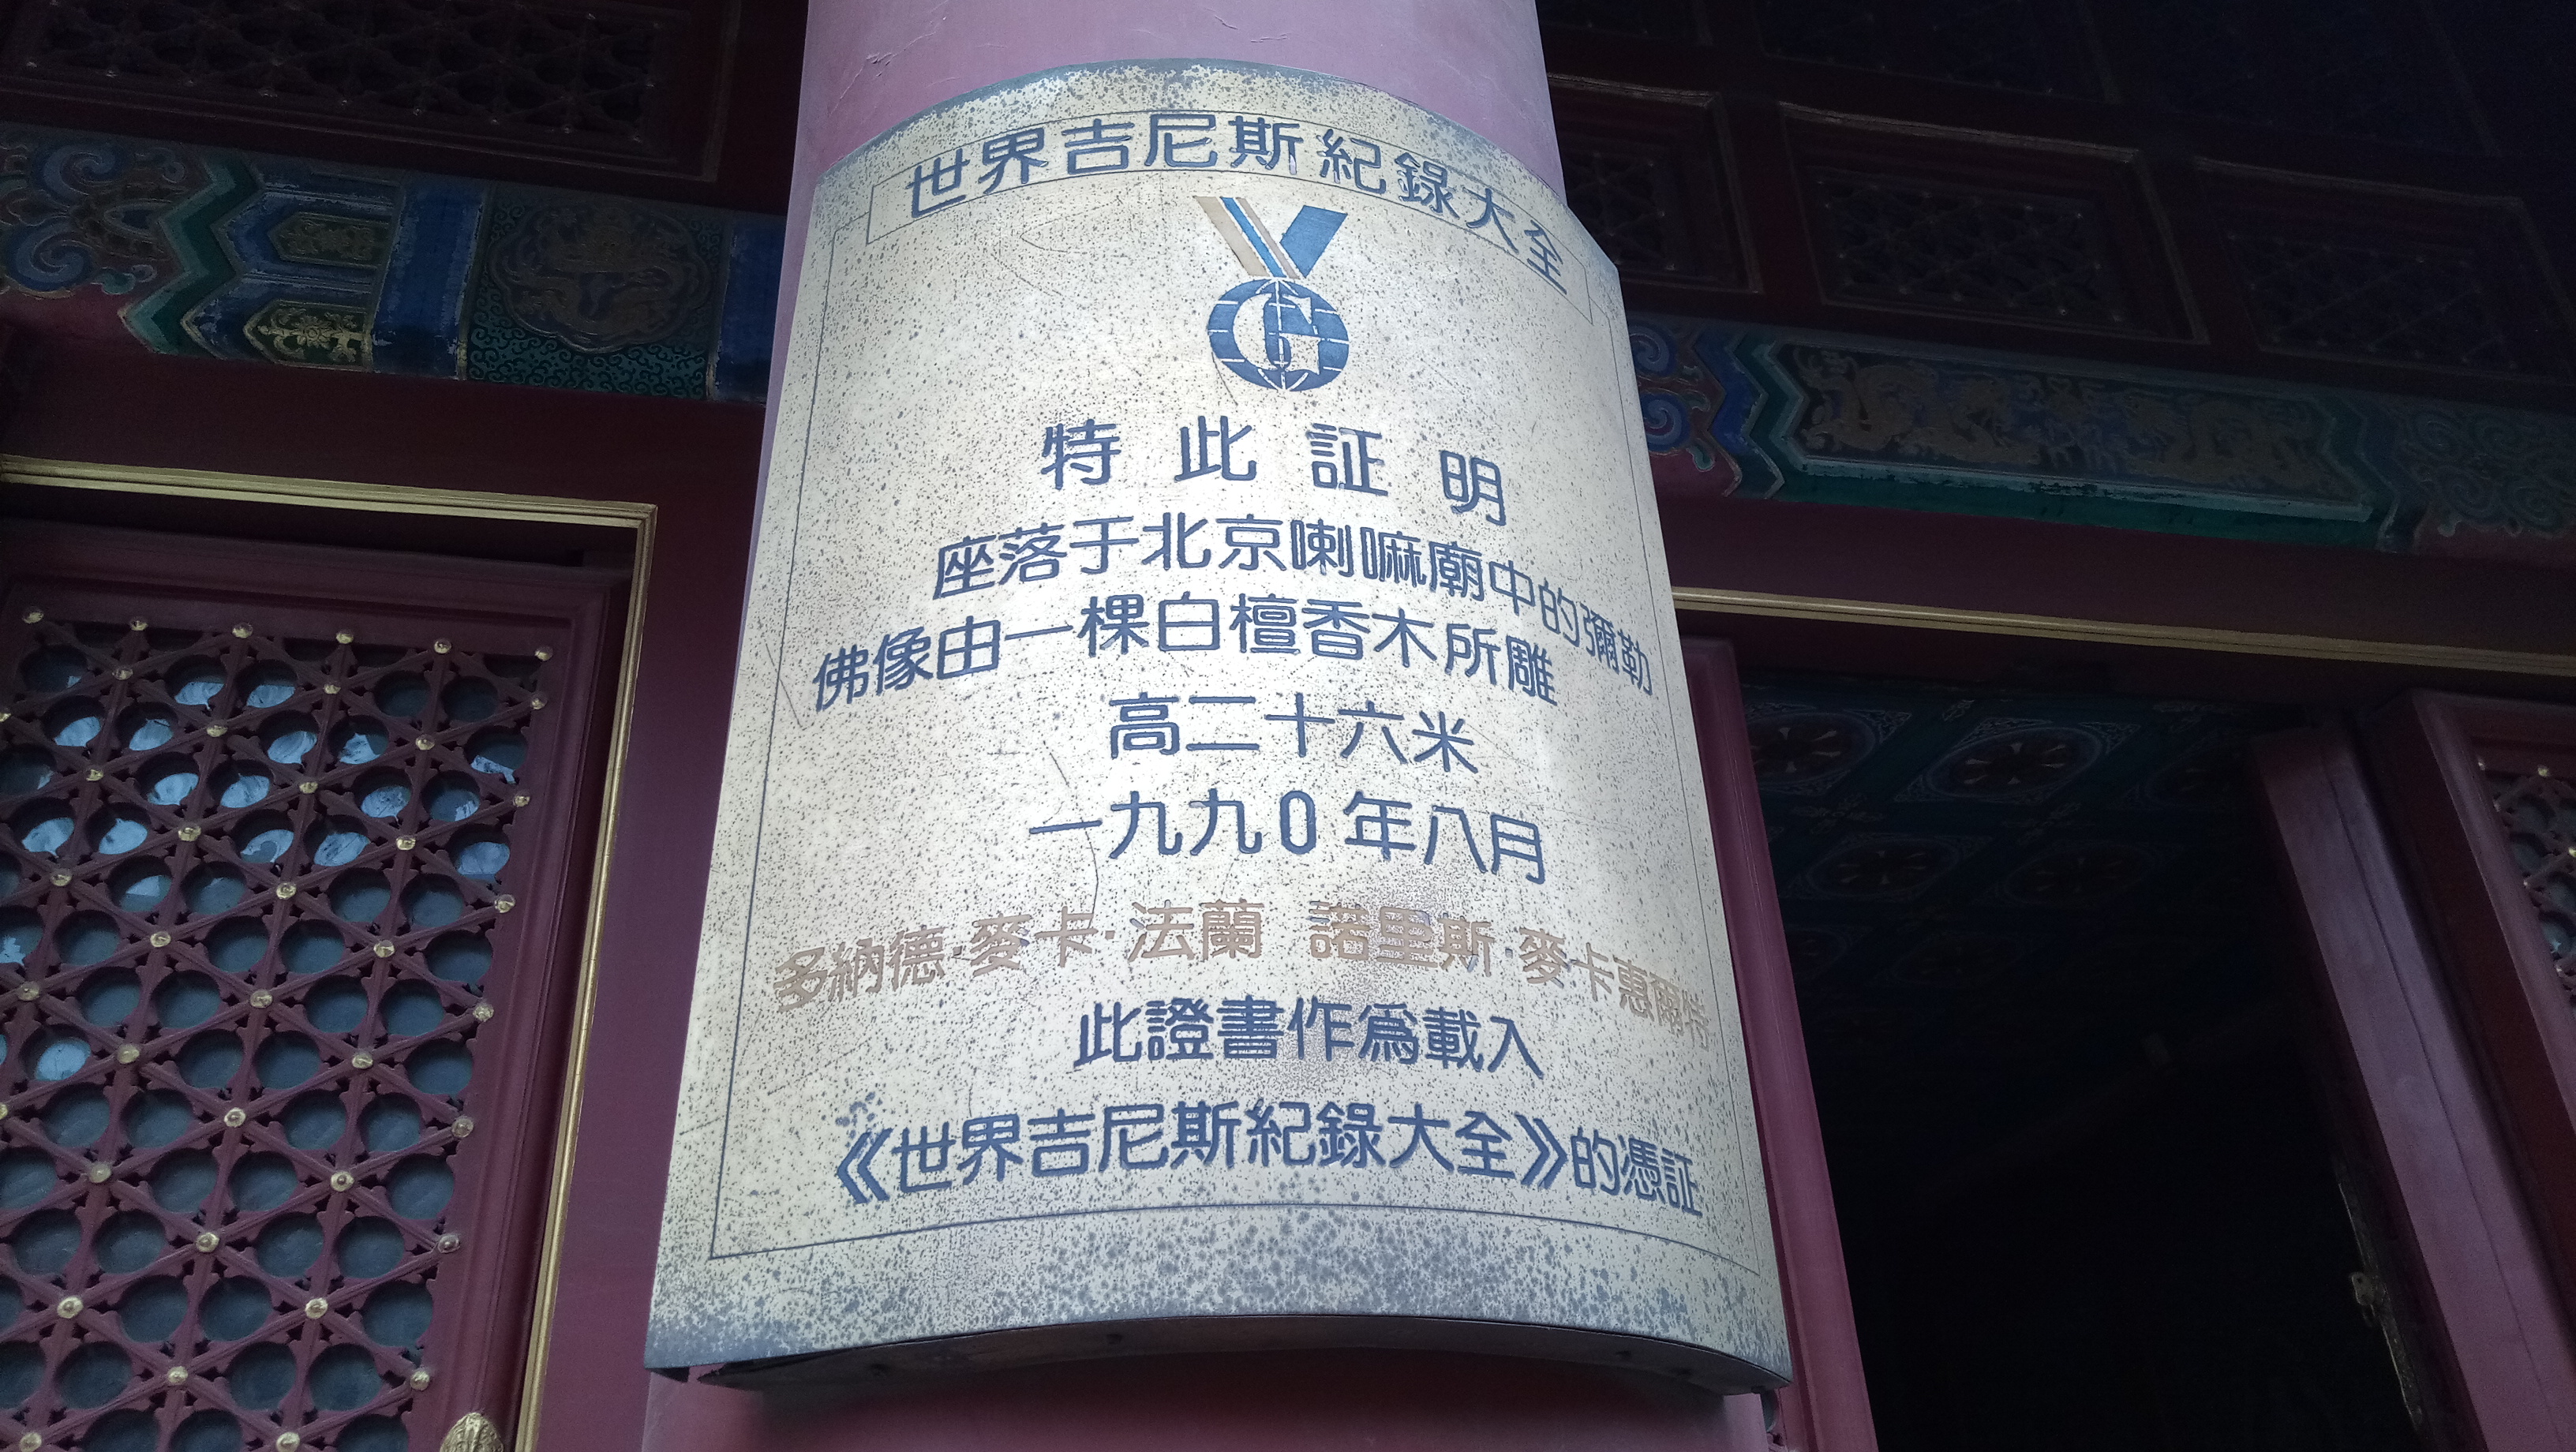 世界吉尼斯紀錄大全
G
特此証明
座落于北京喇嘛廟中的彌勒
佛像由一棵白檀香木所雕
高二十六米
一九九0年八月
多納德·麥卡·法蘭 諾里斯·麥卡惠爾特
此證書作爲載入
《世界吉尼斯紀錄大全》的憑証